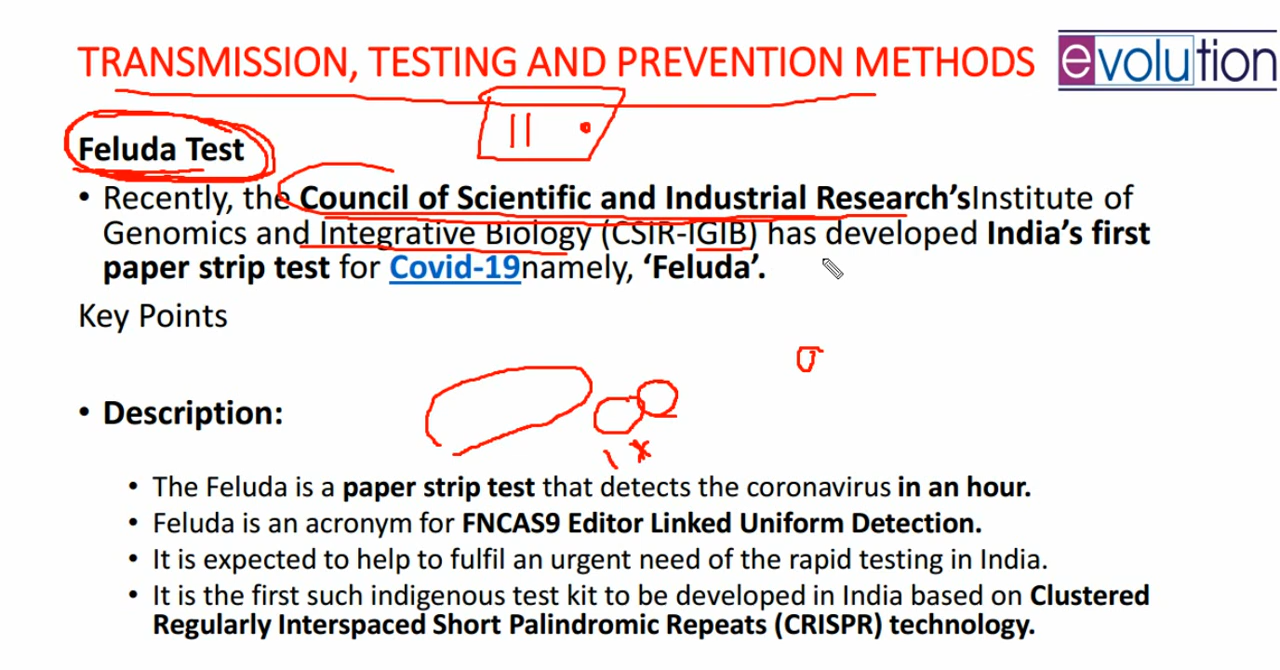 TRANSMISSION, TESTING AND PREVENTION METHODS
evolution
Feluda Test
• Recently, the Council of Scientific and Industrial Research’sInstitute of
Genomics and Integrative Biology (CSIR-IGIB) has developed India’s first
paper strip test for Covid-19namely, ‘Feluda’.
Key Points
• Description:
• The Feluda is a paper strip test that detects the coronavirus in an hour.
• Feluda is an acronym for FNCAS9 Editor Linked Uniform Detection.
• It is expected to help to fulfil an urgent need of the rapid testing in India.
• It is the first such indigenous test kit to be developed in India based on Clustered
Regularly Interspaced Short Palindromic Repeats (CRISPR) technology.